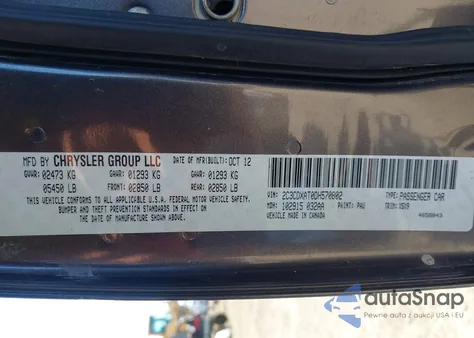 MFD BY CHRYSLER GROUP LLC DATE OF MFR(BUILT): OCT 12
GVWR: 02473 KG GAWR: 01293 KG GAWR: 01293 KG
05450 LB FRONT: 02850 LB REAR: 02850 LB
THIS VEHICLE CONFORMS TO ALL APPLICABLE U.S.A. FEDERAL MOTOR VEHICLE SAFETY,
BUMPER AND THEFT PREVENTION STANDARDS IN EFFECT ON
THE DATE OF MANUFACTURE SHOWN ABOVE.
VIN: 2C3CDXAT0DH570802 TYPE: PASSENGER CAR
MDH: 102915 032AA PAINT: PAU TRIM:
VEHICLE MADE IN CANADA 4658043
autoSnap
Pewne auta z aukcji USA i EU